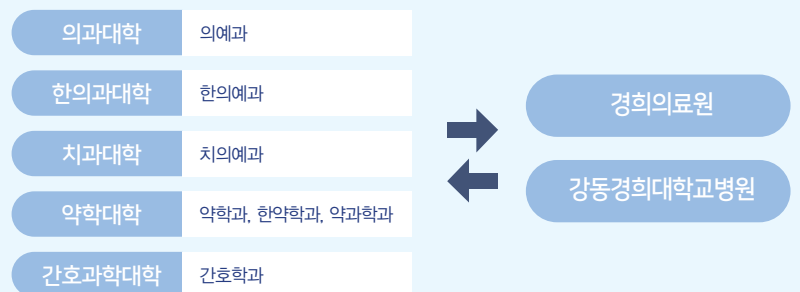 의과대학 의예과
한의과대학 한의예과
치과대학 치의예과
약학대학 약학과, 한약학과, 약과학과
간호과학대학 간호학과
경희의료원
강동경희대학교병원